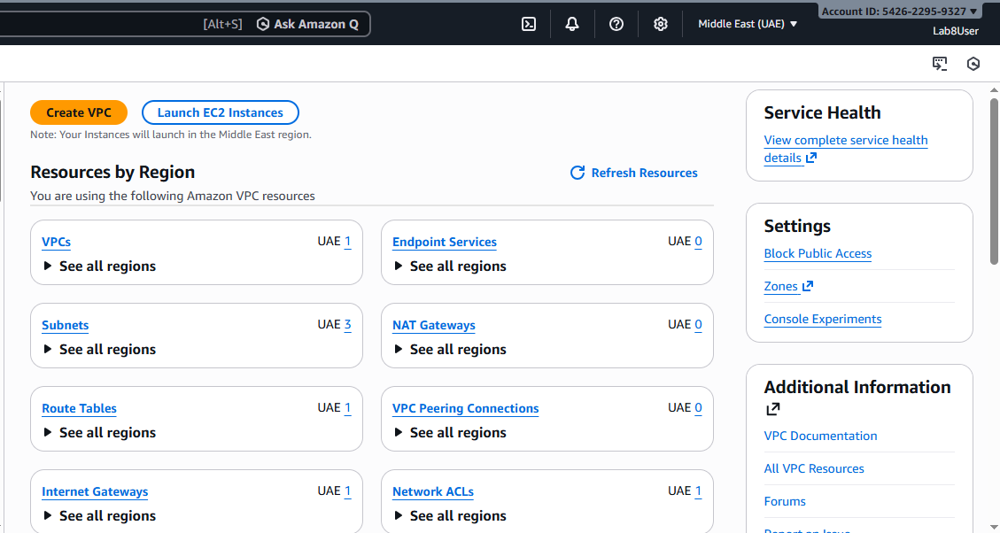 [Alt+S] Ask Amazon Q Middle East (UAE) Account ID: 5426-2295-9327
Lab8User
Create VPC Launch EC2 Instances
Note: Your Instances will launch in the Middle East region.
Resources by Region Refresh Resources
You are using the following Amazon VPC resources
VPCs UAE 1
See all regions
Endpoint Services UAE 0
See all regions
Subnets UAE 3
See all regions
NAT Gateways UAE 0
See all regions
Route Tables UAE 1
See all regions
VPC Peering Connections UAE 0
See all regions
Internet Gateways UAE 1
See all regions
Network ACLs UAE 1
See all regions
Service Health
View complete service health
details
Settings
Block Public Access
Zones
Console Experiments
Additional Information
VPC Documentation
All VPC Resources
Forums
Report an Issue